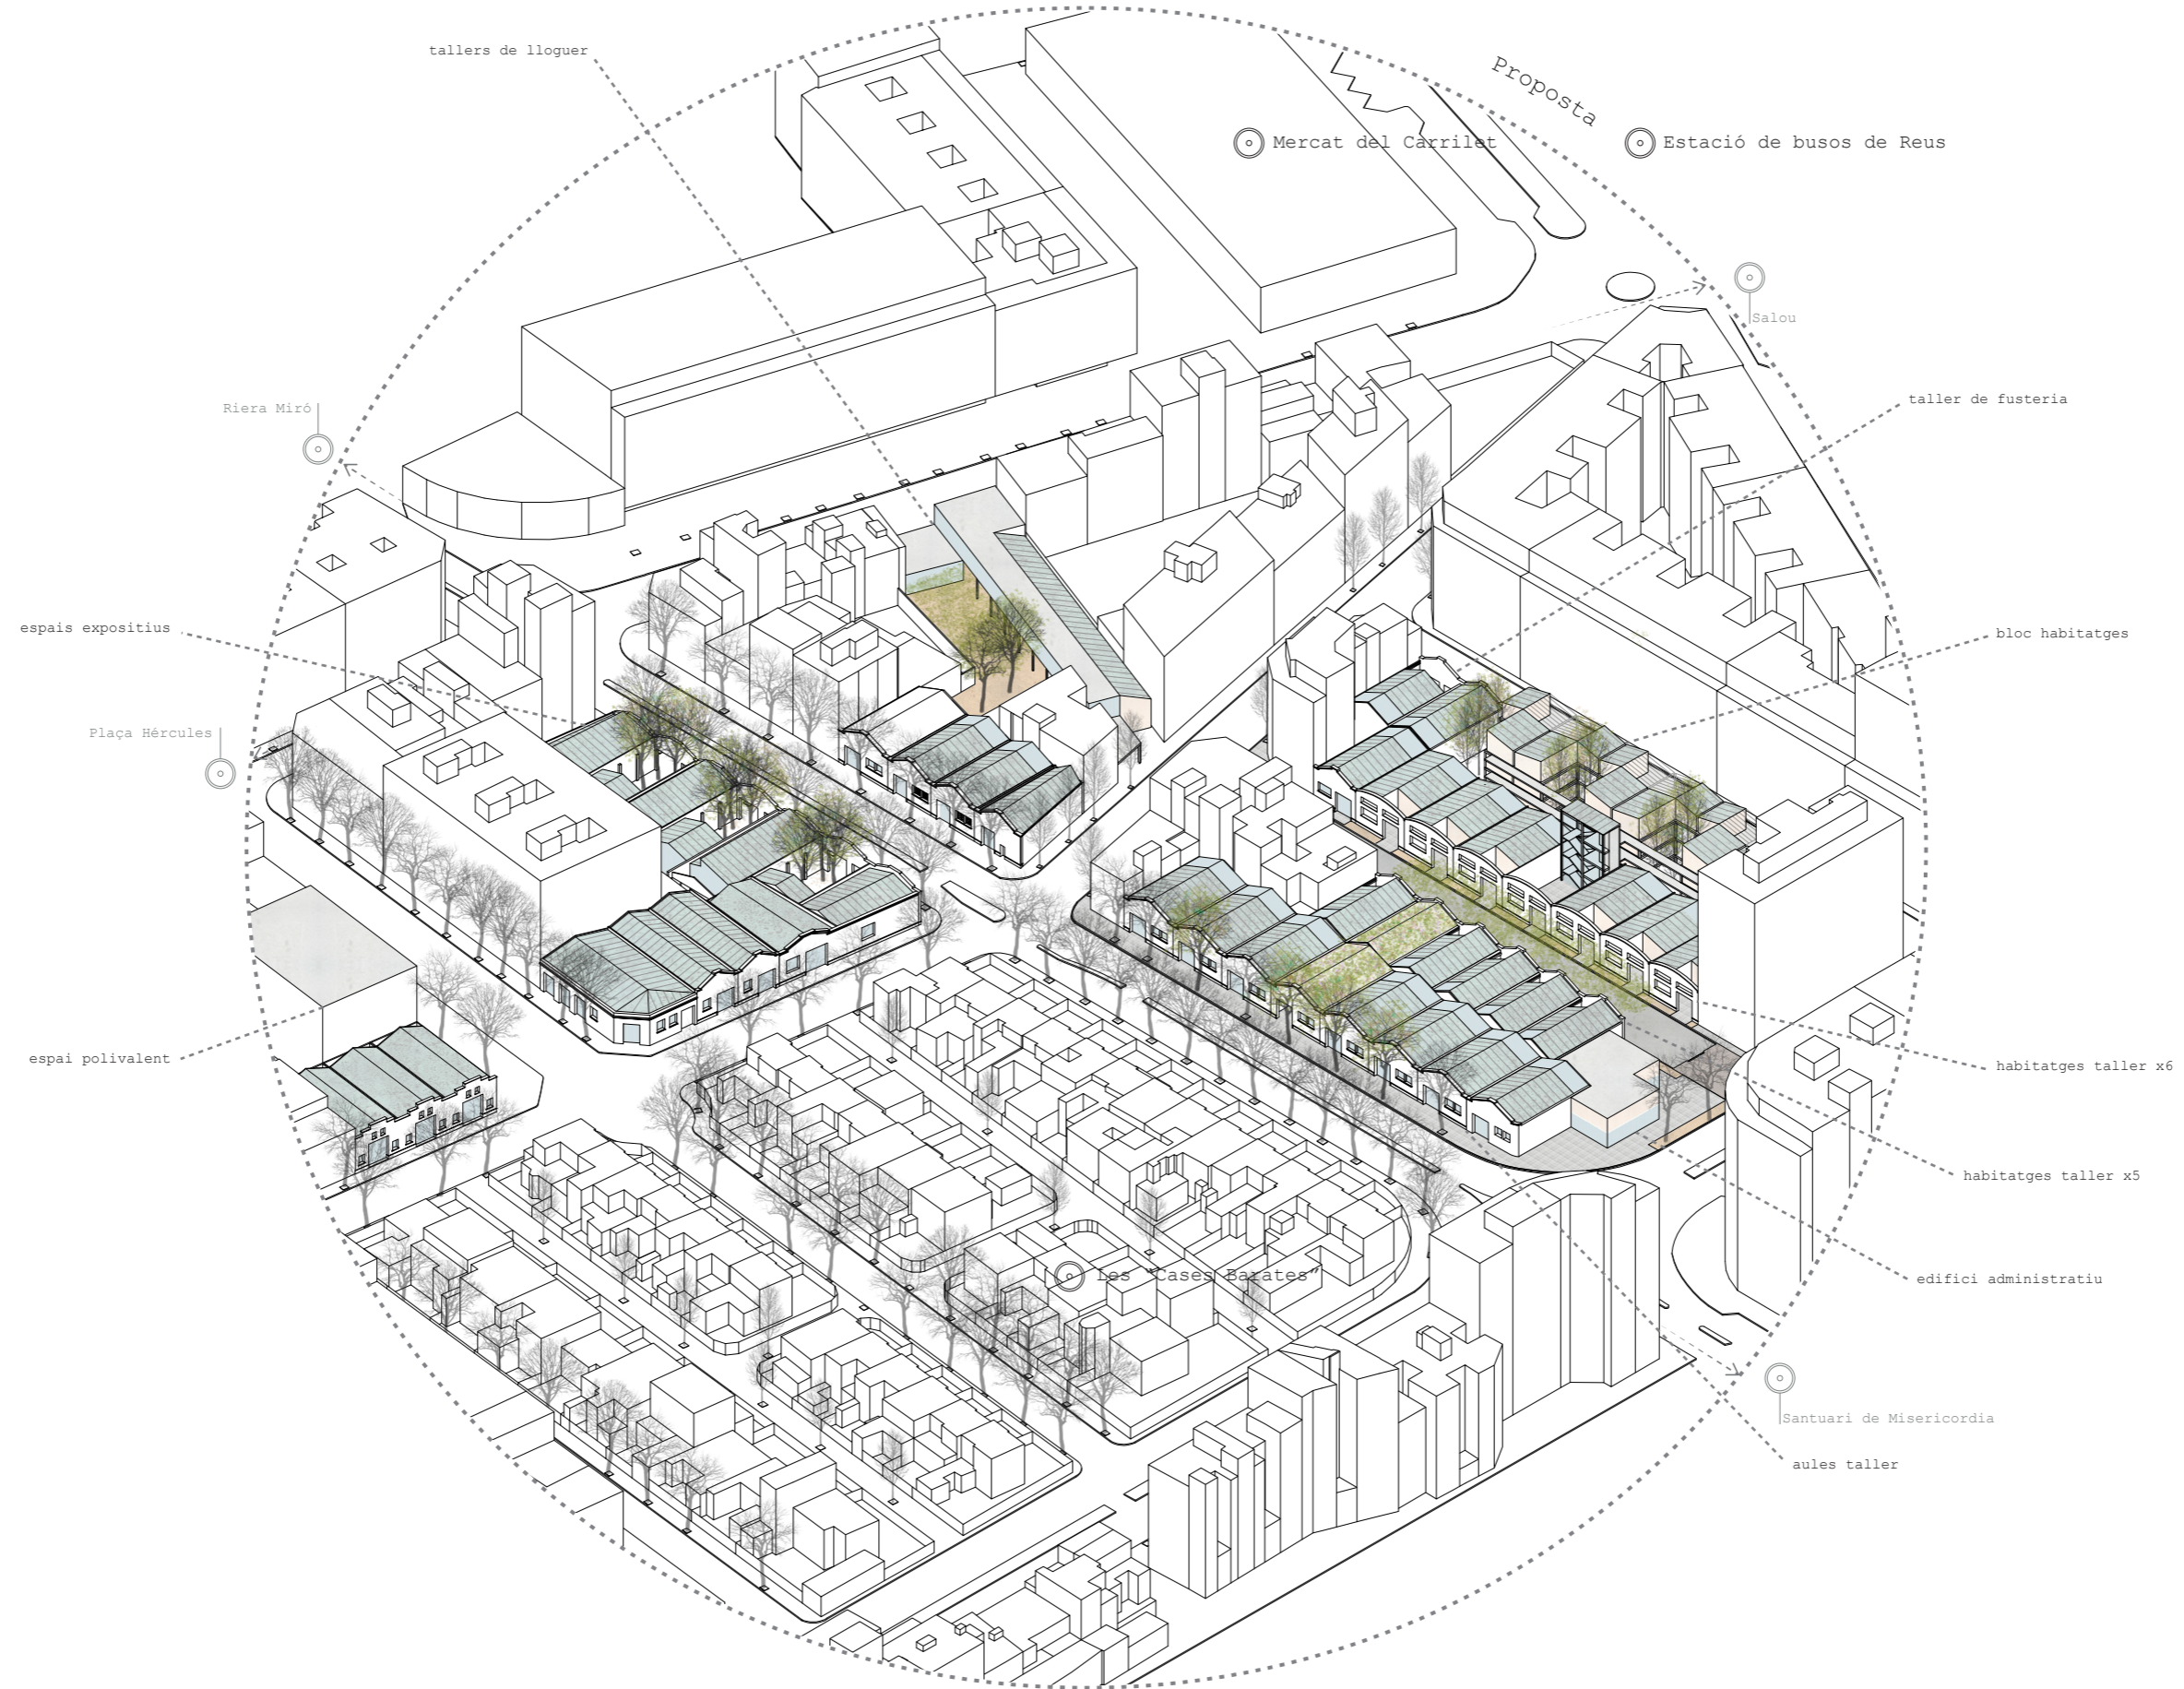 tallers de lloguer
Proposta
Mercat del Carrilet
Estació de busos de Reus
Salou
Riera Miró
taller de fusteria
espais expositius
bloc habitatges
Plaça Hércules
espai polivalent
habitatges taller x6
habitatges taller x5
Les "Cases Barates"
edifici administratiu
Santuari de Misericordia
aules taller